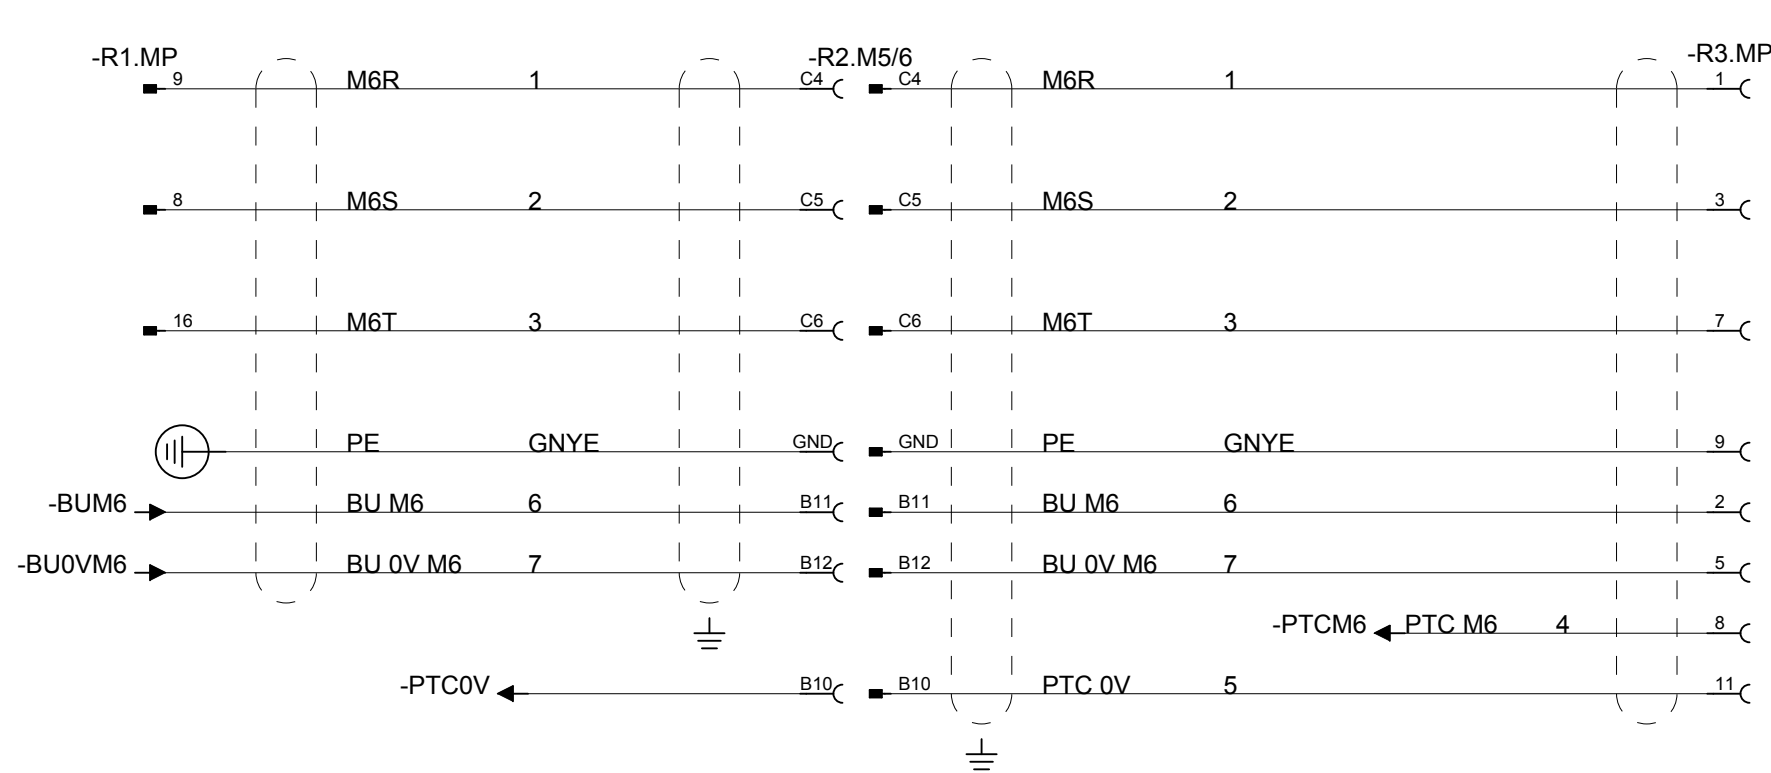 -R1.MP -R2.M5/6 -R3.MP
9 M6R 1 C4 C4 M6R 1 1
8 M6S 2 C5 C5 M6S 2 3
16 M6T 3 C6 C6 M6T 3 7
PE GNYE GND GND PE GNYE 9
-BUM6 BU M6 6 B11 B11 BU M6 6 2
-BU0VM6 BU 0V M6 7 B12 B12 BU 0V M6 7 5
-PTCM6 PTC M6 4 8
-PTC0V B10 B10 PTC 0V 5 11